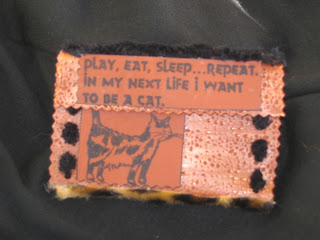 PLAY, EAT, SLEEP...REPEAT.
IN MY NEXT LIFE I WANT
TO BE A CAT.